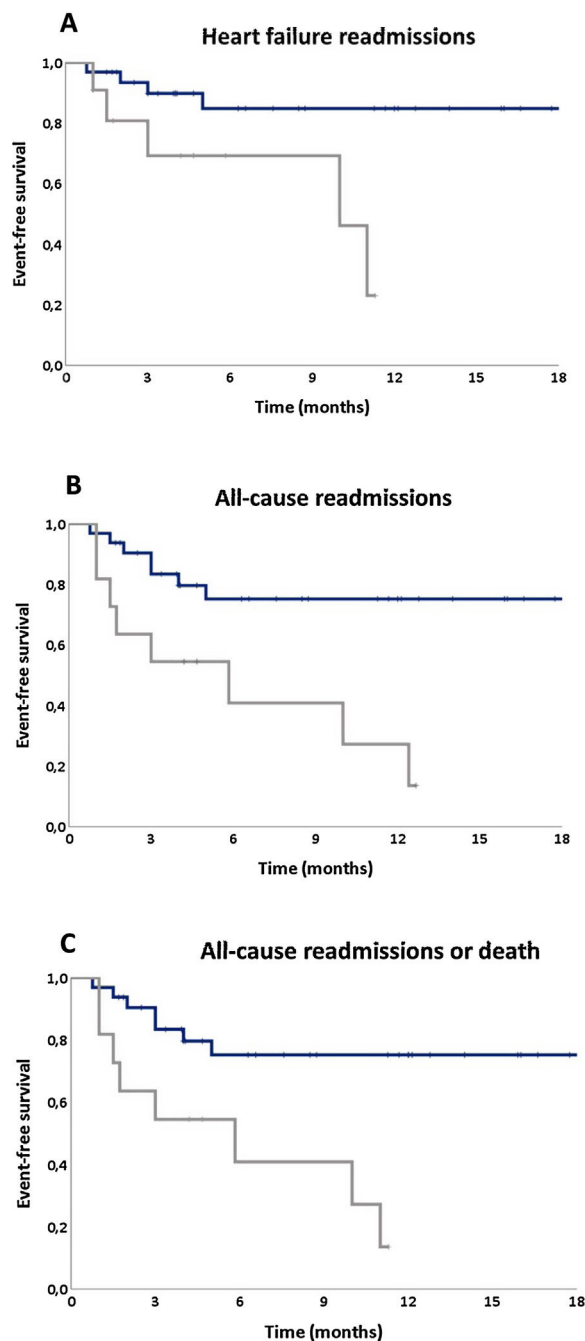 A
Heart failure readmissions
1,0
0,8
0,6
0,4
0,2
0,0
Event-free survival
0 3 6 9 12 15 18
Time (months)
B
All-cause readmissions
1,0
0,8
0,6
0,4
0,2
0,0
Event-free survival
0 3 6 9 12 15 18
Time (months)
C
All-cause readmissions or death
1,0
0,8
0,6
0,4
0,2
0,0
Event-free survival
0 3 6 9 12 15 18
Time (months)